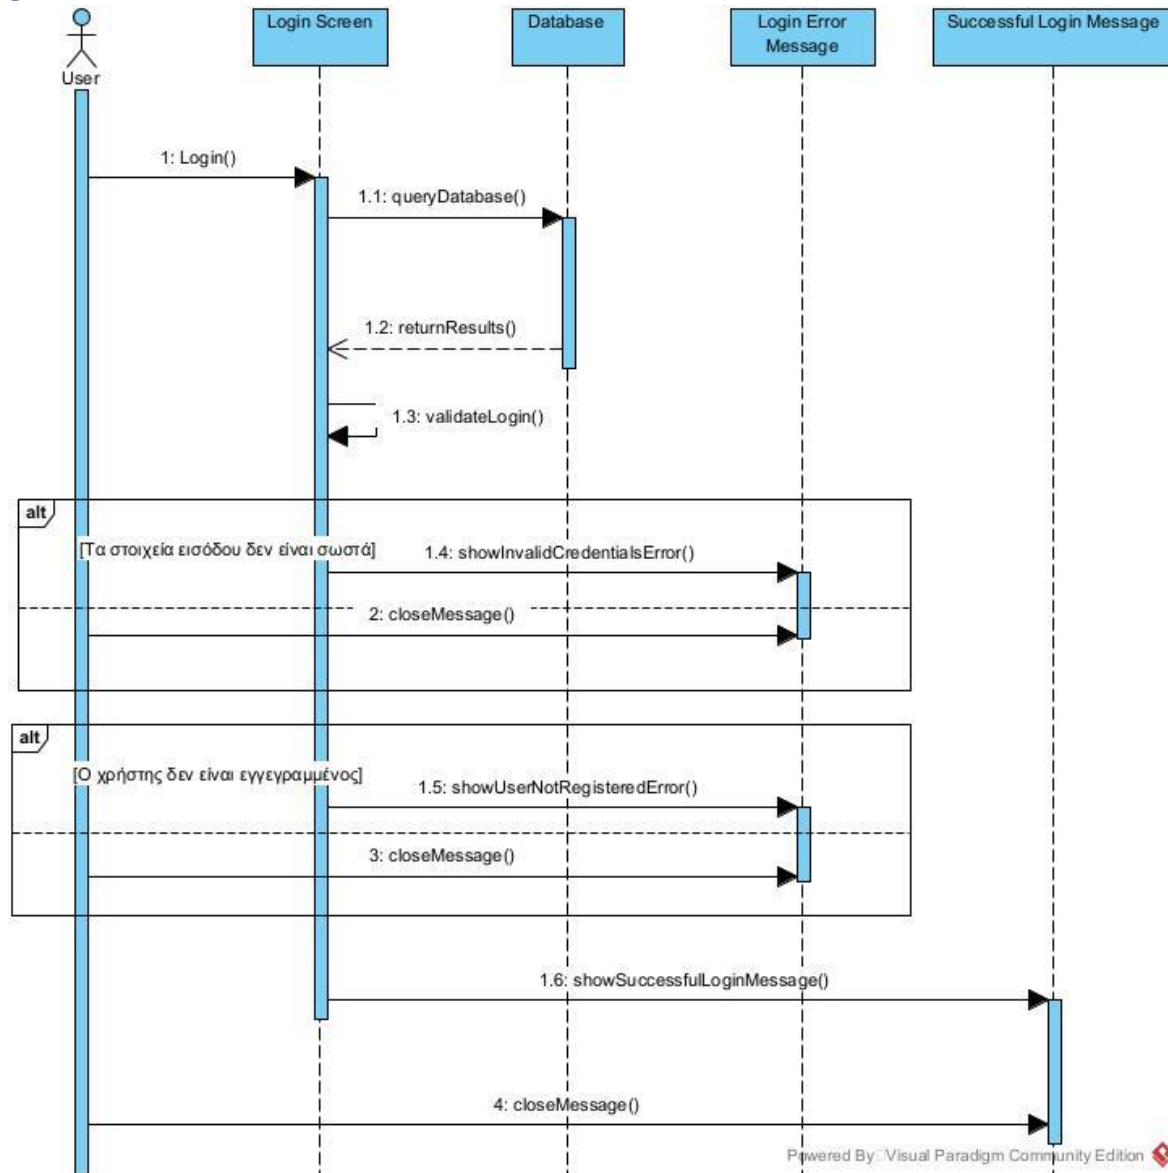 User
Login Screen
Database
Login Error
Message
Successful Login Message
1: Login()
1.1: queryDatabase()
1.2: returnResults()
1.3: validateLogin()
alt
[Τα στοιχεία εισόδου δεν είναι σωστά]
1.4: showInvalidCredentialsError()
2: closeMessage()
alt
[Ο χρήστης δεν είναι εγγεγραμμένος]
1.5: showUserNotRegisteredError()
3: closeMessage()
1.6: showSuccessfulLoginMessage()
4: closeMessage()
Powered By Visual Paradigm Community Edition